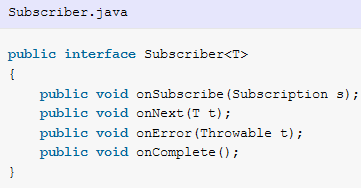 Subscriber.java
public interface Subscriber<T>
{
    public void onSubscribe(Subscription s);
    public void onNext(T t);
    public void onError(Throwable t);
    public void onComplete();
}